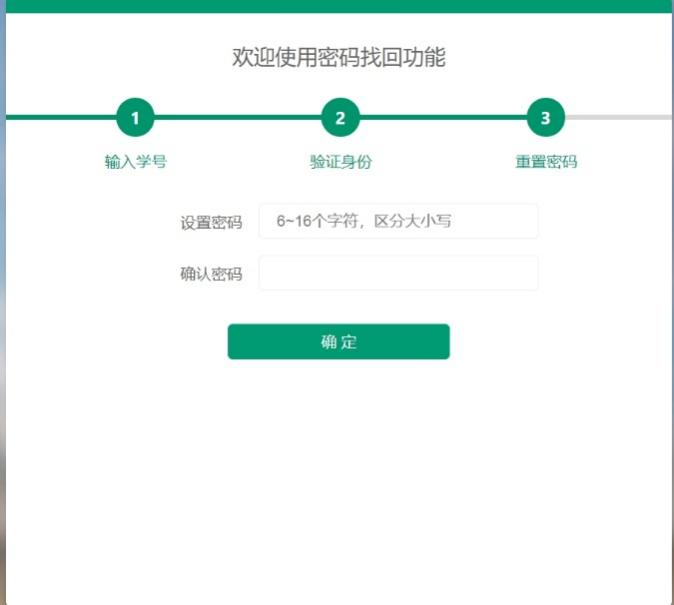 欢迎使用密码找回功能
1 2 3
输入学号 验证身份 重置密码
设置密码 6~16个字符，区分大小写
确认密码
确 定